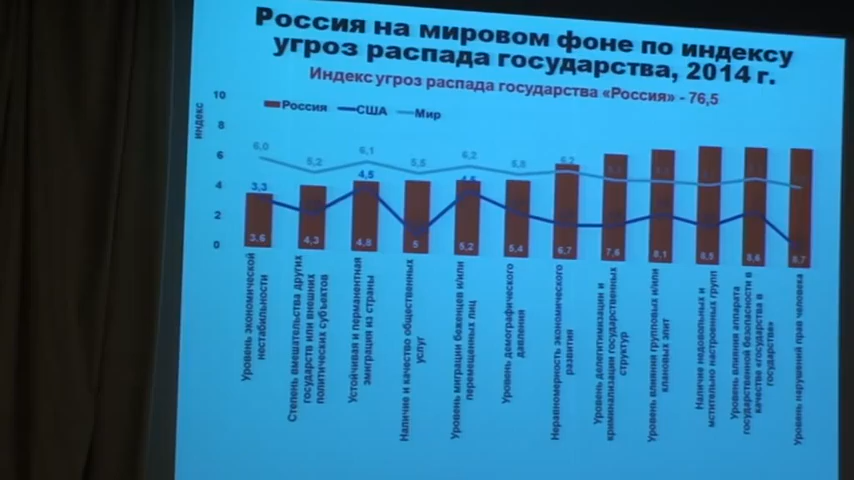 Россия на мировом фоне по индексу
угроз распада государства, 2014 г.
Индекс угроз распада государства «Россия» - 76,5
индекс
10
8
6
4
2
0
Россия США Мир
6,0 5,2 6,1 5,5 6,2 5,8
3,3 4,5
3,6 4,3 4,8 5 5,2 5,4 6,7 7,6 8,1 8,5 8,6 8,7
Уровень экономической
нестабильности
Степень вмешательства других
государств или внешних
политических субъектов
Устойчивая и перманентная
эмиграция из страны
Наличие и качество общественных
услуг
Уровень миграции беженцев и/или
перемещенных лиц
Уровень демографического
давления
Неравномерность экономического
развития
Уровень делегитимизации и
криминализации государственных
структур
Уровень влияния групповых и/или
клановых элит
Наличие недовольных и
мстительно настроенных групп
Уровень влияния аппарата
государственной безопасности в
качестве «государства в
государстве»
Уровень нарушений прав человека